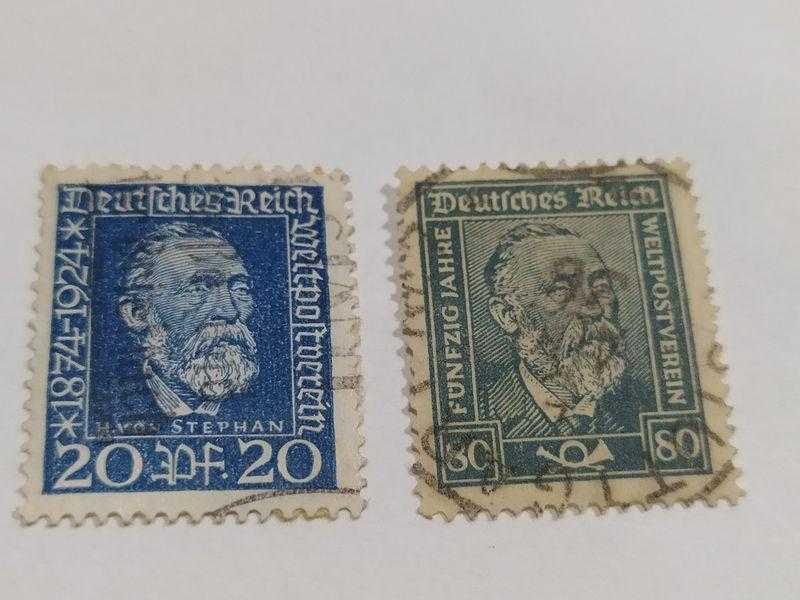 Deutsches Reich
*1874-1924*
Weltpostverein
H.VON STEPHAN
20 Pf 20
Deutsches Reich
FÜNFZIG JAHRE
WELTPOSTVEREIN
80 80